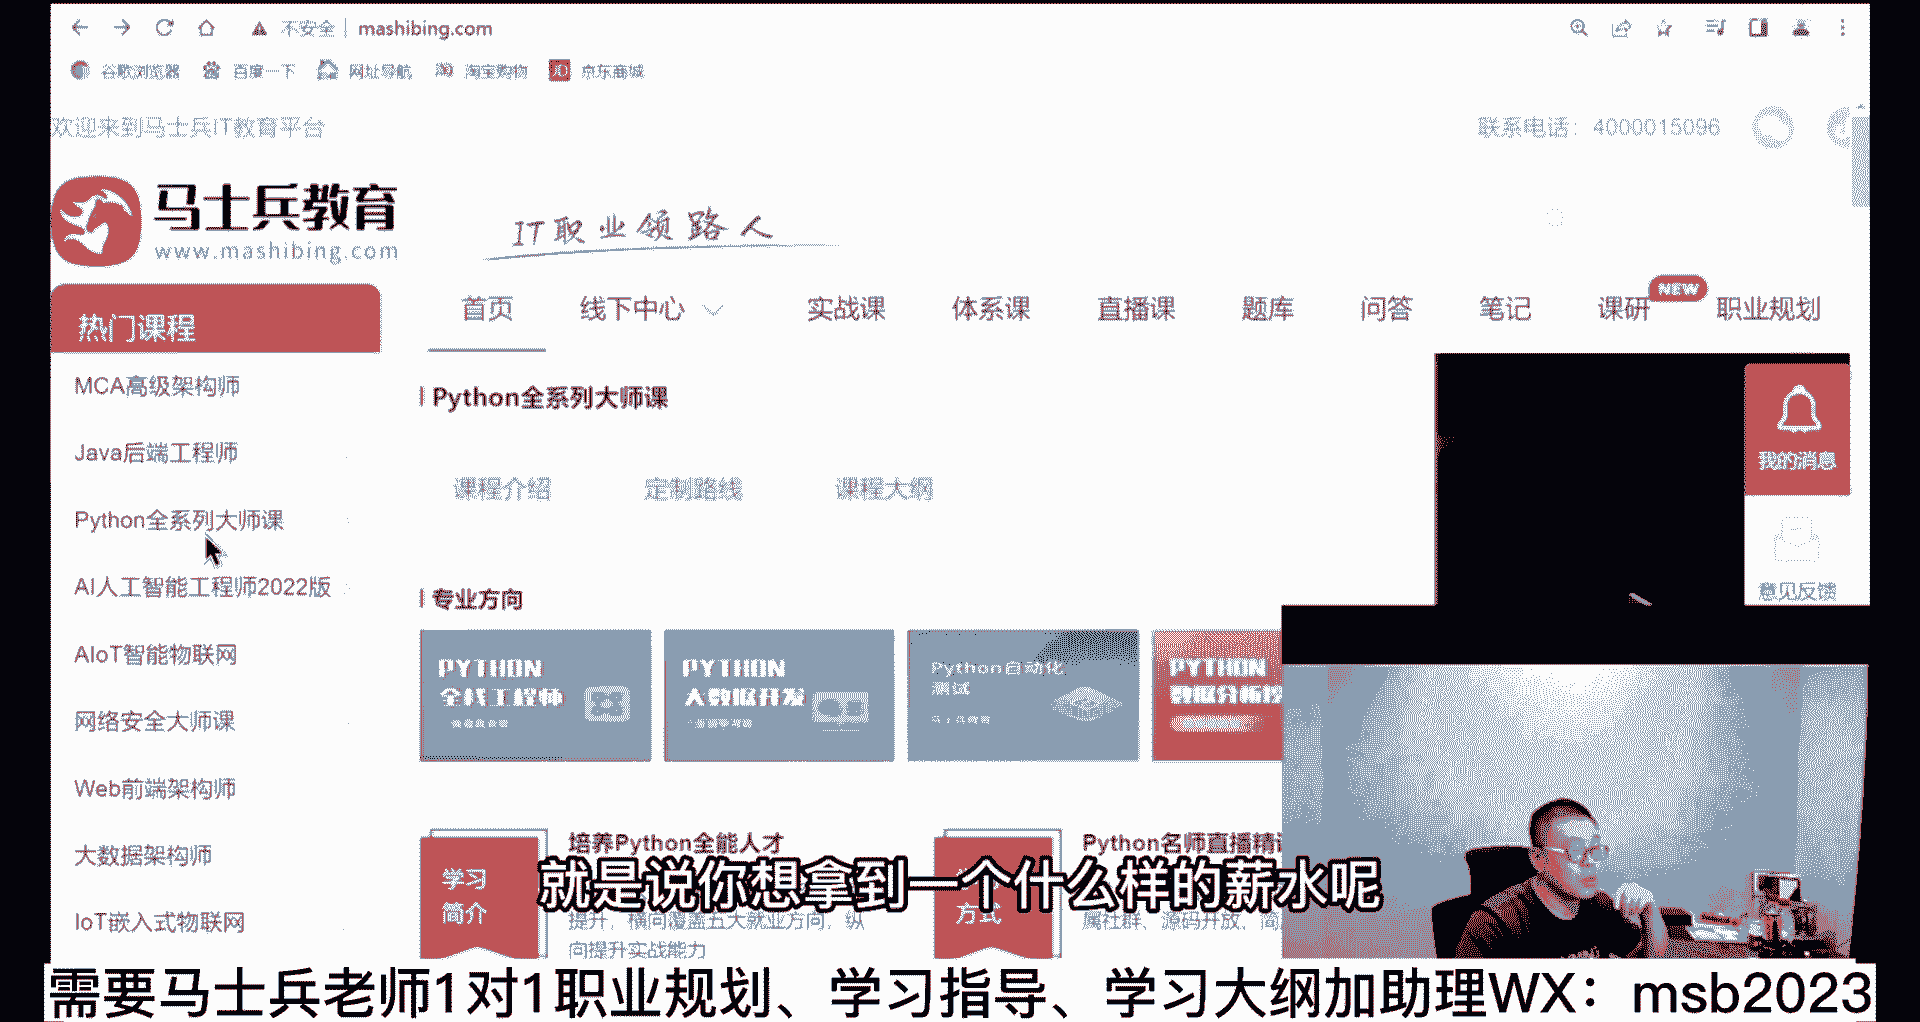 不安全 mashibing.com
谷歌浏览器 百度一下 网址导航 淘宝购物 JD 京东商城
欢迎来到马士兵IT教育平台 联系电话：4000015096
马士兵教育
www.mashibing.com
IT职业领路人
热门课程
首页 线下中心 实战课 体系课 直播课 题库 问答 笔记 课研 NEW 职业规划
MCA高级架构师
Java后端工程师
Python全系列大师课
AI人工智能工程师2022版
AIoT智能物联网
网络安全大师课
Web前端架构师
大数据架构师
IoT嵌入式物联网
Python全系列大师课
课程介绍 定制路线 课程大纲
我的消息
意见反馈
专业方向
PYTHON
全栈工程师
PYTHON
大数据开发
Python自动化
测试
PYTHON
数据分析
学习
简介
培养Python全能人才
提升，横向覆盖五大就业方向，纵
向提升实战能力
方式
Python名师直播精
属社群、源码开放、
就是说你想拿到一个什么样的薪水呢
需要马士兵老师1对1职业规划、学习指导、学习大纲加助理WX：msb2023